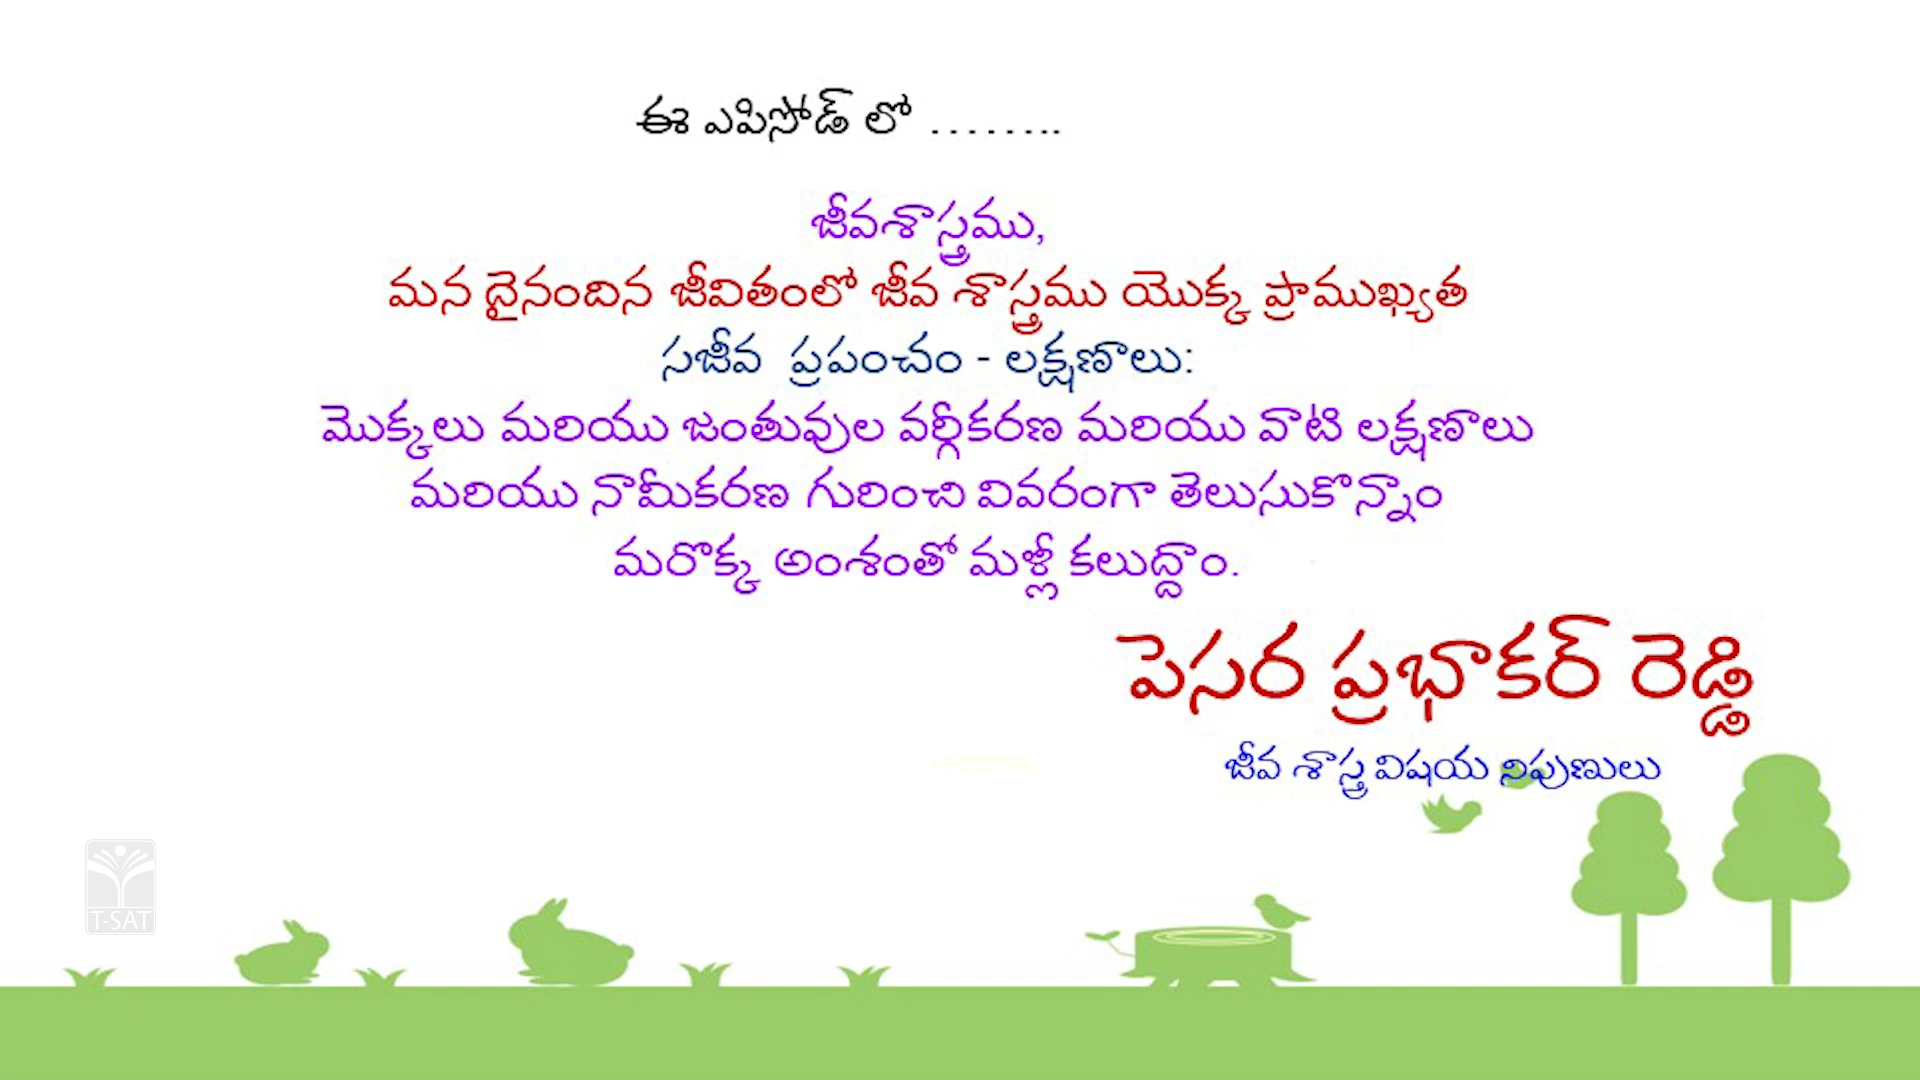 ఈ ఎపిసోడ్ లో ........
జీవశాస్త్రము,
మన దైనందిన జీవితంలో జీవ శాస్త్రము యొక్క ప్రాముఖ్యత
సజీవ ప్రపంచం - లక్షణాలు:
మొక్కలు మరియు జంతువుల వర్గీకరణ మరియు వాటి లక్షణాలు
మరియు నామీకరణ గురించి వివరంగా తెలుసుకొన్నాం
మరొక్క అంశంతో మళ్లీ కలుద్దాం.
పెసర ప్రభాకర్ రెడ్డి
జీవ శాస్త్ర విషయ నిపుణులు
T-SAT